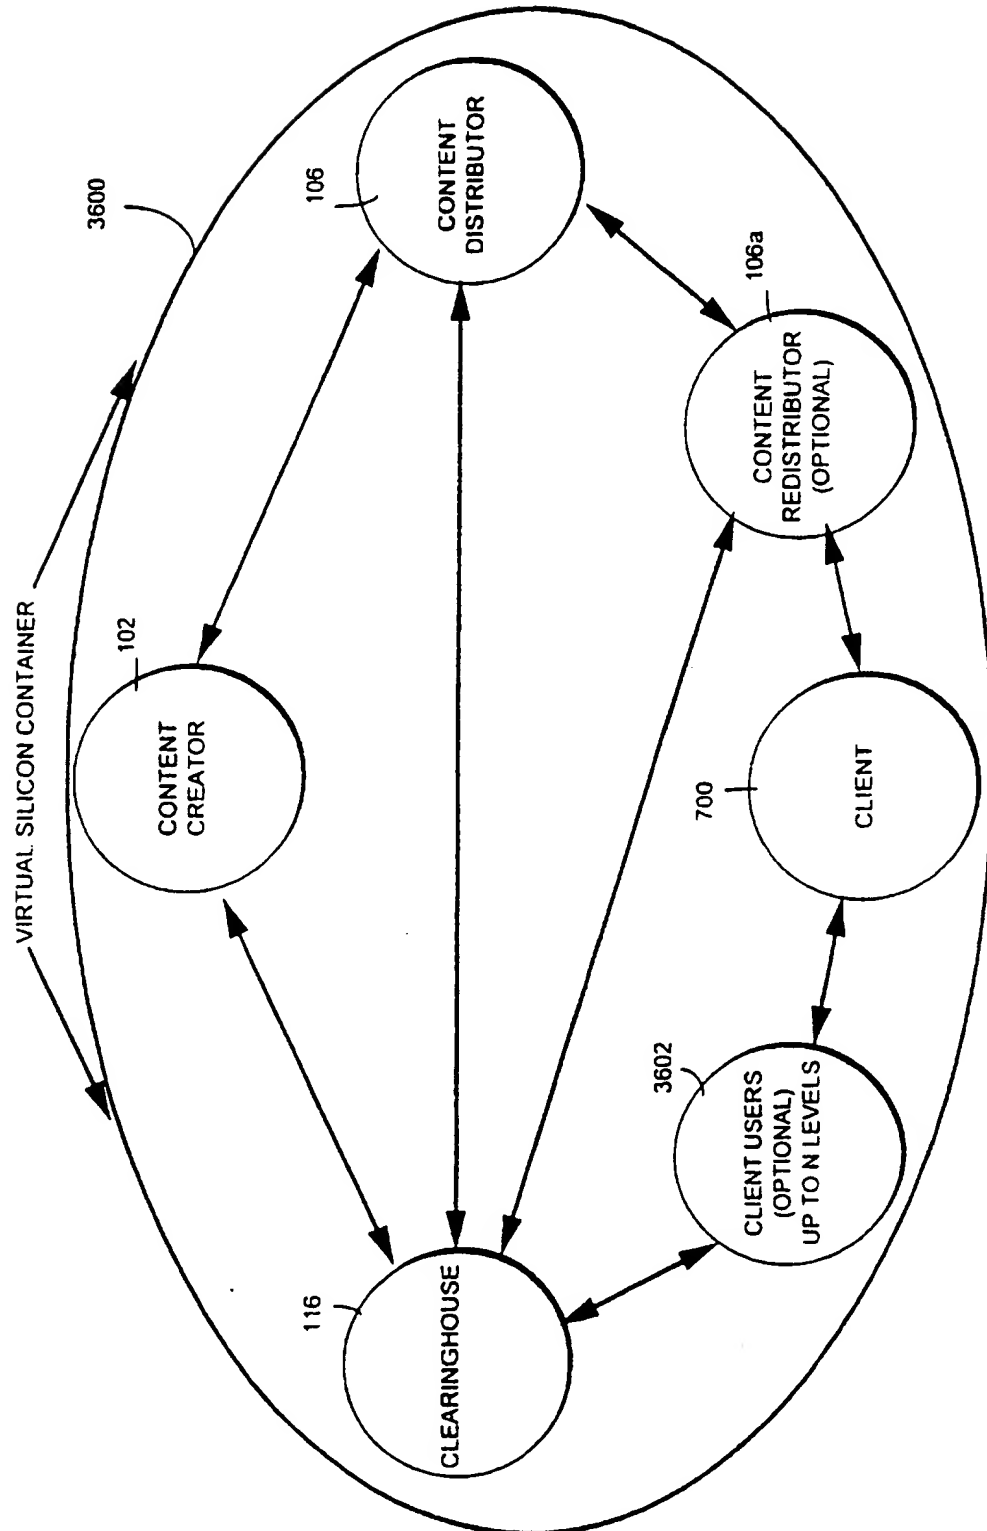 VIRTUAL SILICON CONTAINER
3600
102
CONTENT
CREATOR
106
CONTENT
DISTRIBUTOR
116
CLEARINGHOUSE
106a
CONTENT
REDISTRIBUTOR
(OPTIONAL)
3602
CLIENT USERS
(OPTIONAL)
UP TO N LEVELS
700
CLIENT